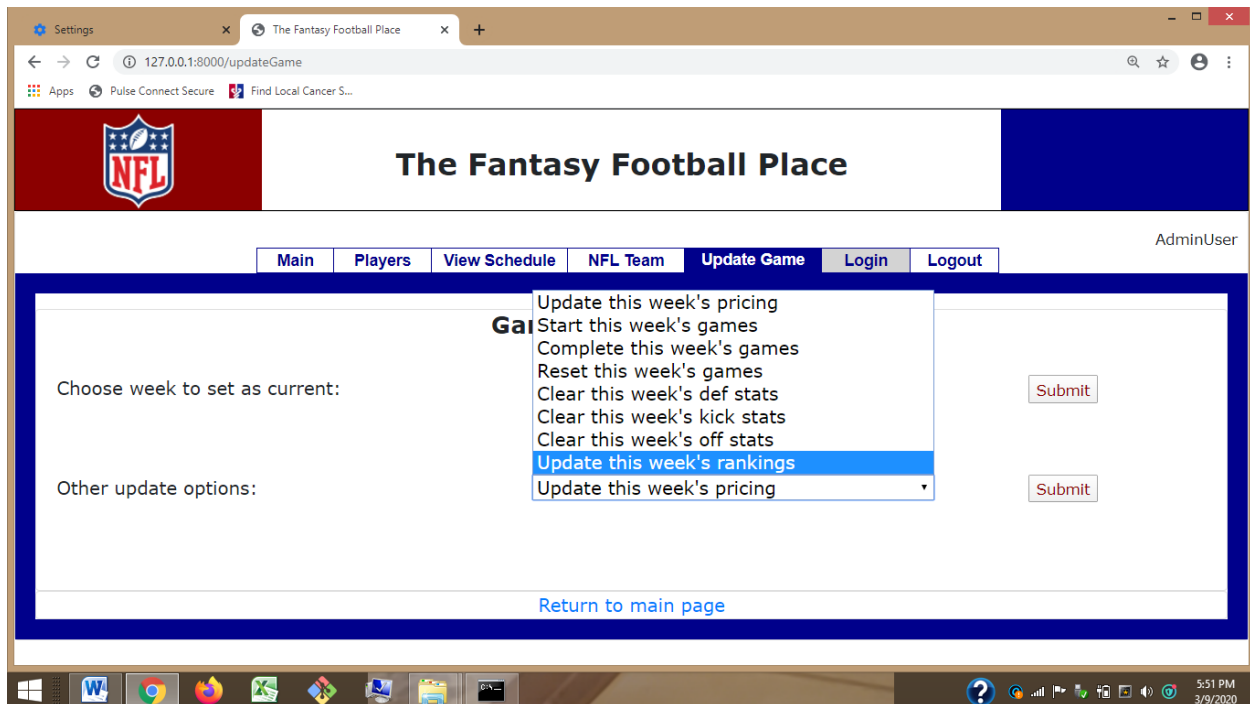 Settings
The Fantasy Football Place
127.0.0.1:8000/updateGame
Apps Pulse Connect Secure Find Local Cancer S...
NFL
The Fantasy Football Place
AdminUser
Main Players View Schedule NFL Team Update Game Login Logout
Update this week's pricing
Start this week's games
Complete this week's games
Reset this week's games
Choose week to set as current:
Submit
Clear this week's def stats
Clear this week's kick stats
Clear this week's off stats
Update this week's rankings
Other update options:
Update this week's pricing
Submit
Return to main page
5:51 PM
3/9/2020